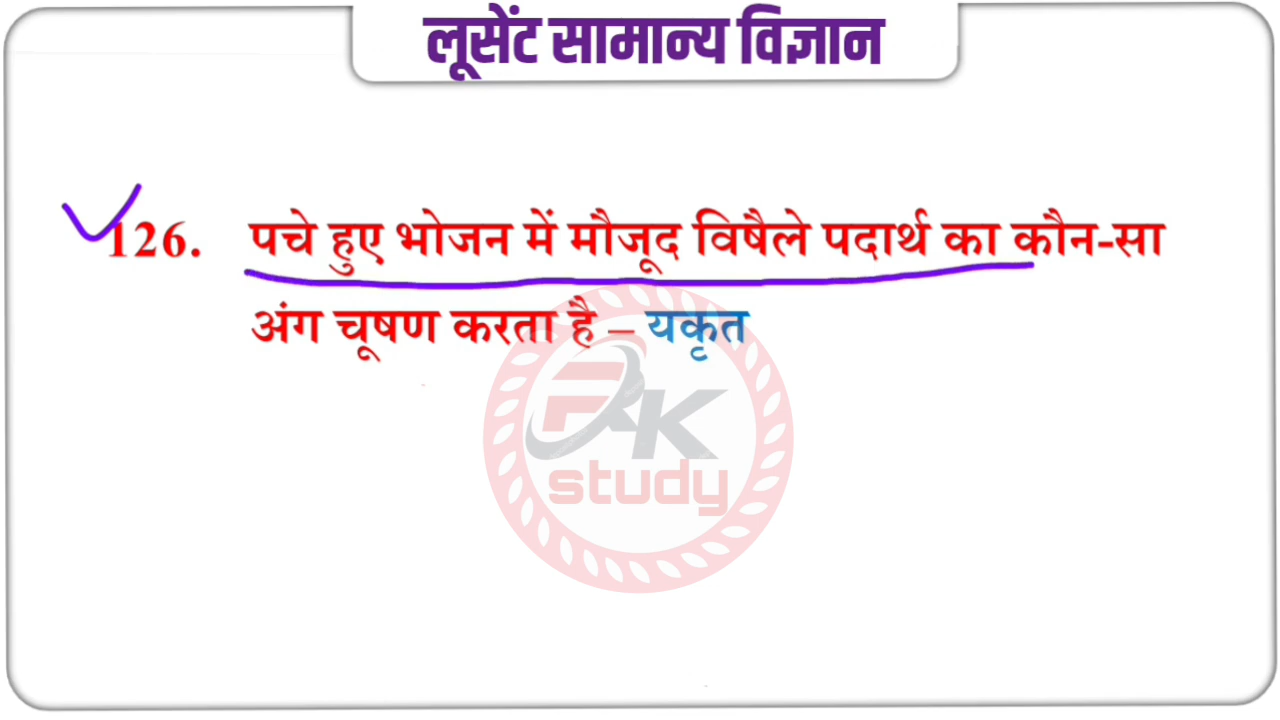 लूसेंट सामान्य विज्ञान
126. पचे हुए भोजन में मौजूद विषैले पदार्थ का कौन-सा
अंग चूषण करता है – यकृत
RK
study